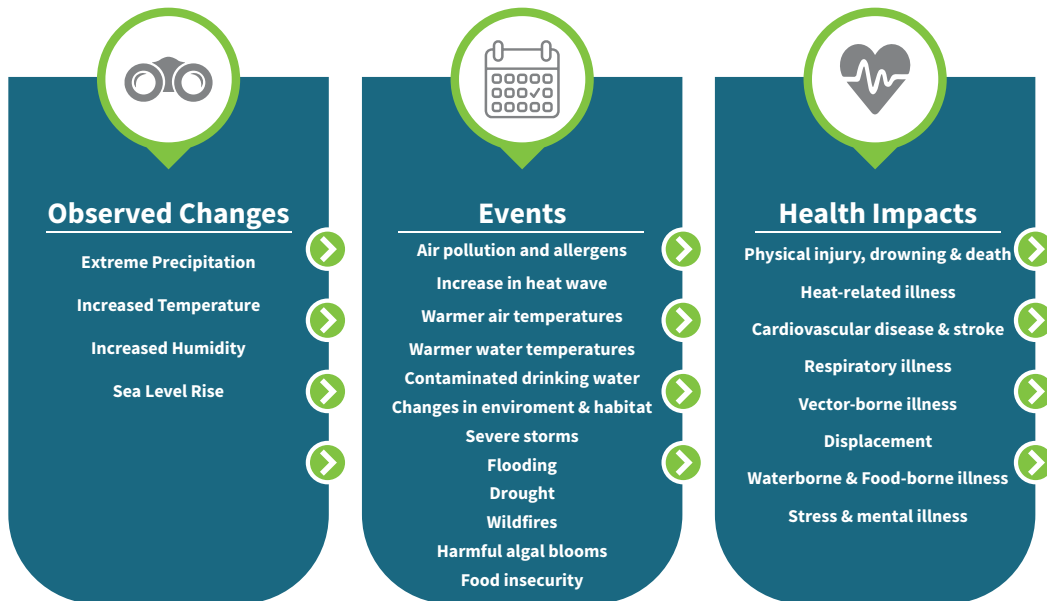 Observed Changes
Extreme Precipitation
Increased Temperature
Increased Humidity
Sea Level Rise
Events
Air pollution and allergens
Increase in heat wave
Warmer air temperatures
Warmer water temperatures
Contaminated drinking water
Changes in enviroment & habitat
Severe storms
Flooding
Drought
Wildfires
Harmful algal blooms
Food insecurity
Health Impacts
Physical injury, drowning & death
Heat-related illness
Cardiovascular disease & stroke
Respiratory illness
Vector-borne illness
Displacement
Waterborne & Food-borne illness
Stress & mental illness